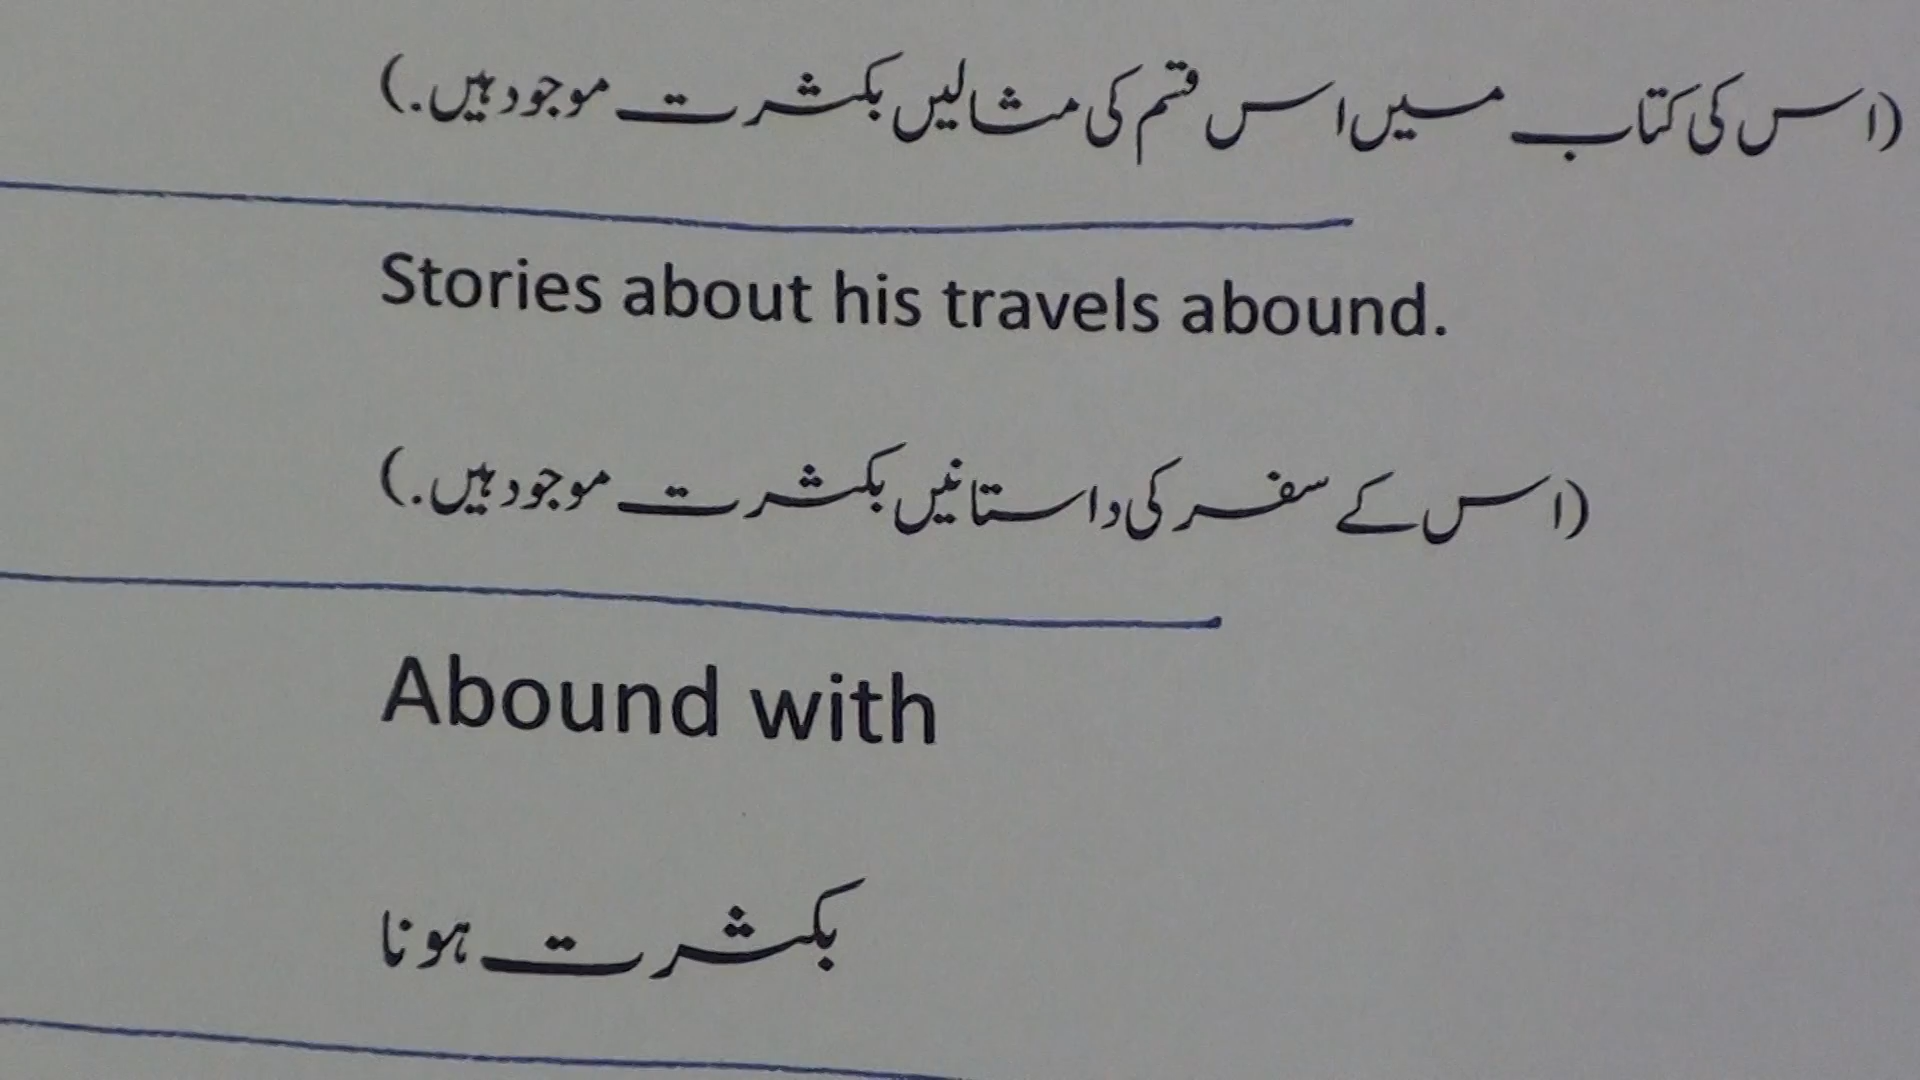 (اس کی کتاب میں اس قسم کی مثالیں بکثرت موجود ہیں.)
Stories about his travels abound.
(اس کے سفر کی داستانیں بکثرت موجود ہیں.)
Abound with
بکثرت ہونا